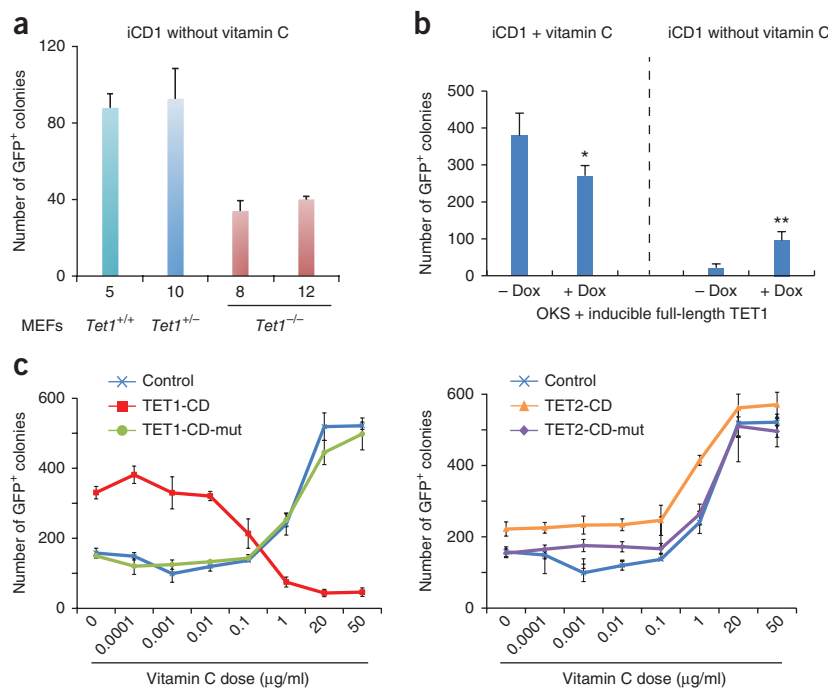 a
iCD1 without vitamin C
Number of GFP+ colonies
120
80
40
0
5
10
8
12
MEFs
Tet1+/+
Tet1+/–
Tet1–/–
b
iCD1 + vitamin C
iCD1 without vitamin C
Number of GFP+ colonies
500
400
300
200
100
0
*
**
– Dox
+ Dox
– Dox
+ Dox
OKS + inducible full-length TET1
c
Number of GFP+ colonies
600
400
200
0
Control
TET1-CD
TET1-CD-mut
0
0.0001
0.001
0.01
0.1
1
20
50
Vitamin C dose (μg/ml)
Number of GFP+ colonies
600
400
200
0
Control
TET2-CD
TET2-CD-mut
0
0.0001
0.001
0.01
0.1
1
20
50
Vitamin C dose (μg/ml)